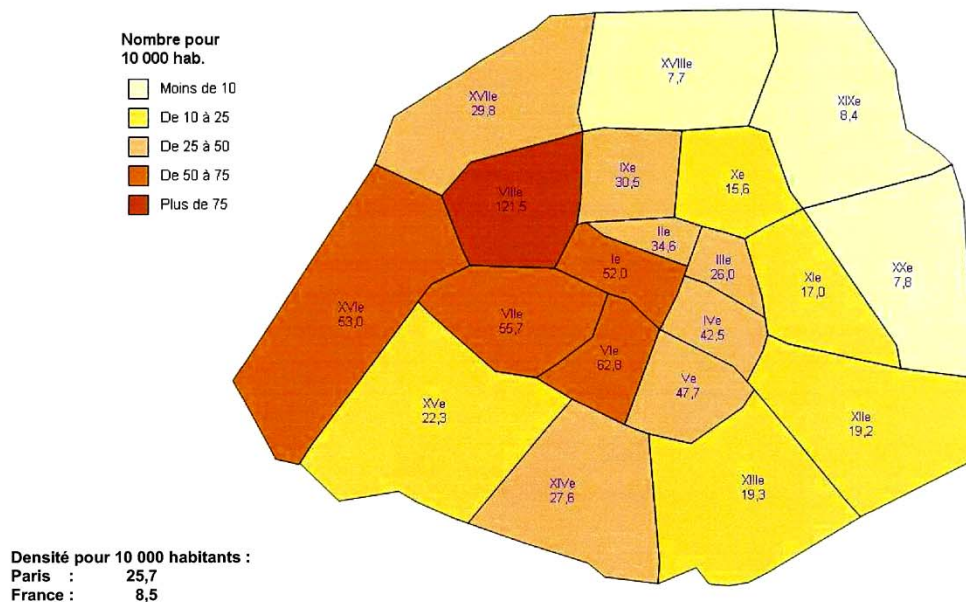 Nombre pour
10 000 hab.
Moins de 10
De 10 à 25
De 25 à 50
De 50 à 75
Plus de 75
XVIIIe
7,7
XIXe
8,4
XVIIe
29,8
IXe
30,5
Xe
15,6
VIIIe
121,5
IIe
34,6
IIIe
26,0
Ie
52,0
XIe
17,0
XXe
7,8
XVIe
53,0
VIIe
55,7
IVe
42,5
VIe
62,8
Ve
47,7
XVe
22,3
XIIe
19,2
XIVe
27,6
XIIIe
19,3
Densité pour 10 000 habitants :
Paris : 25,7
France : 8,5